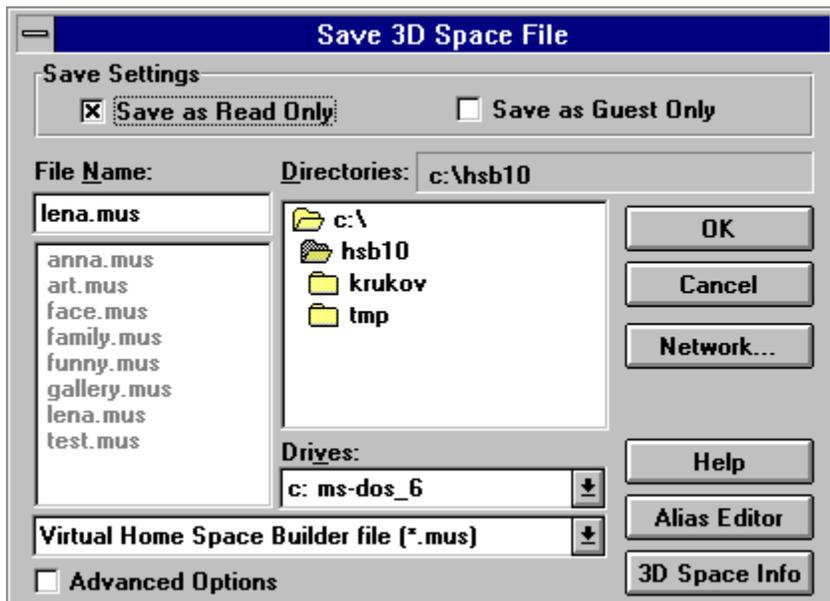 Save 3D Space File
Save Settings
Save as Read Only
Save as Guest Only
File Name:
lena.mus
anna.mus
art.mus
face.mus
family.mus
funny.mus
gallery.mus
lena.mus
test.mus
Virtual Home Space Builder file (*.mus)
Advanced Options
Directories: c:\hsb10
c:\
hsb10
krukov
tmp
Drives:
c: ms-dos_6
OK
Cancel
Network...
Help
Alias Editor
3D Space Info